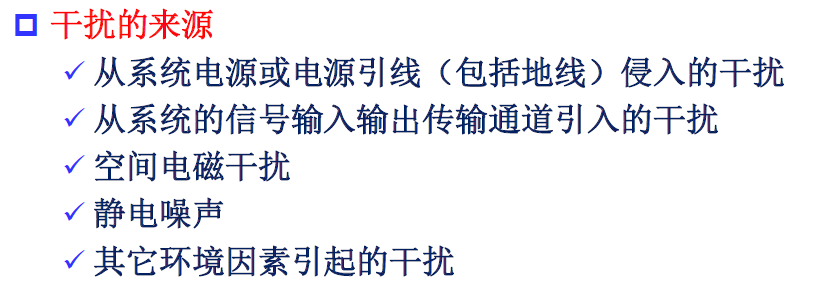 干扰的来源
从系统电源或电源引线（包括地线）侵入的干扰
从系统的信号输入输出传输通道引入的干扰
空间电磁干扰
静电噪声
其它环境因素引起的干扰